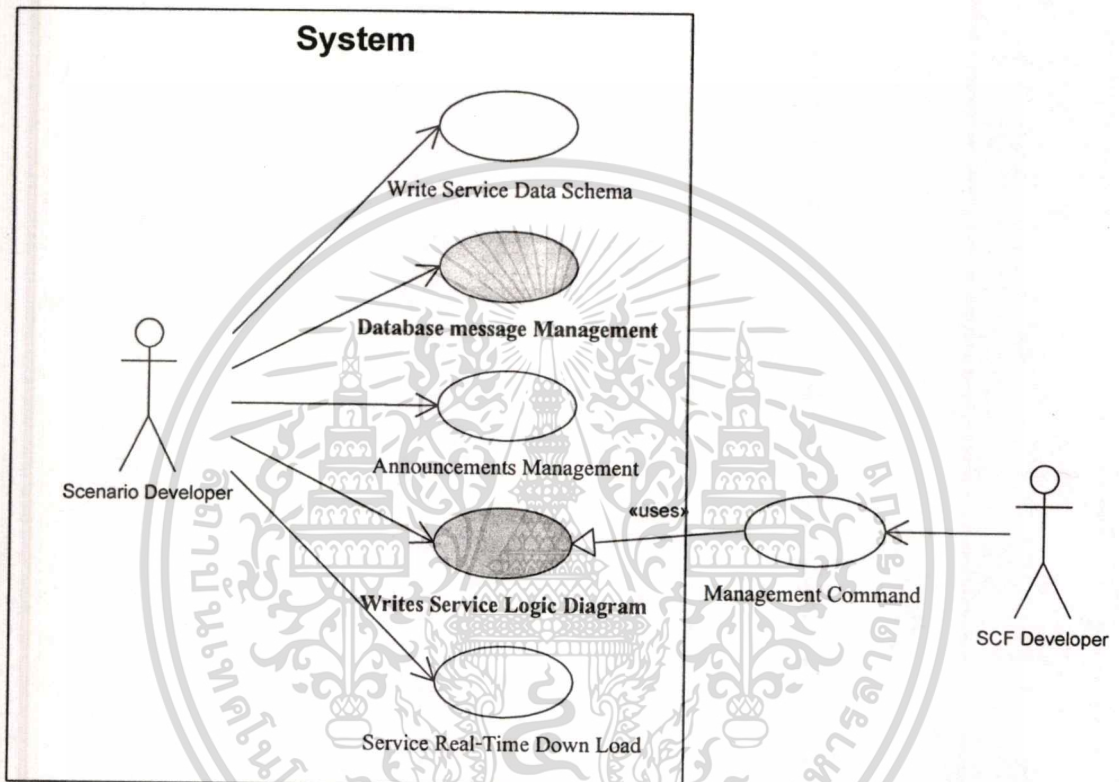 System
Write Service Data Schema
Database message Management
Scenario Developer
Announcements Management
«uses»
Writes Service Logic Diagram
Management Command
SCF Developer
Service Real-Time Down Load